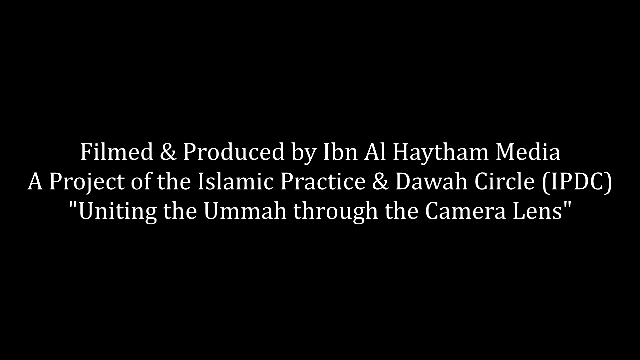 Filmed & Produced by Ibn Al Haytham Media
A Project of the Islamic Practice & Dawah Circle (IPDC)
"Uniting the Ummah through the Camera Lens"